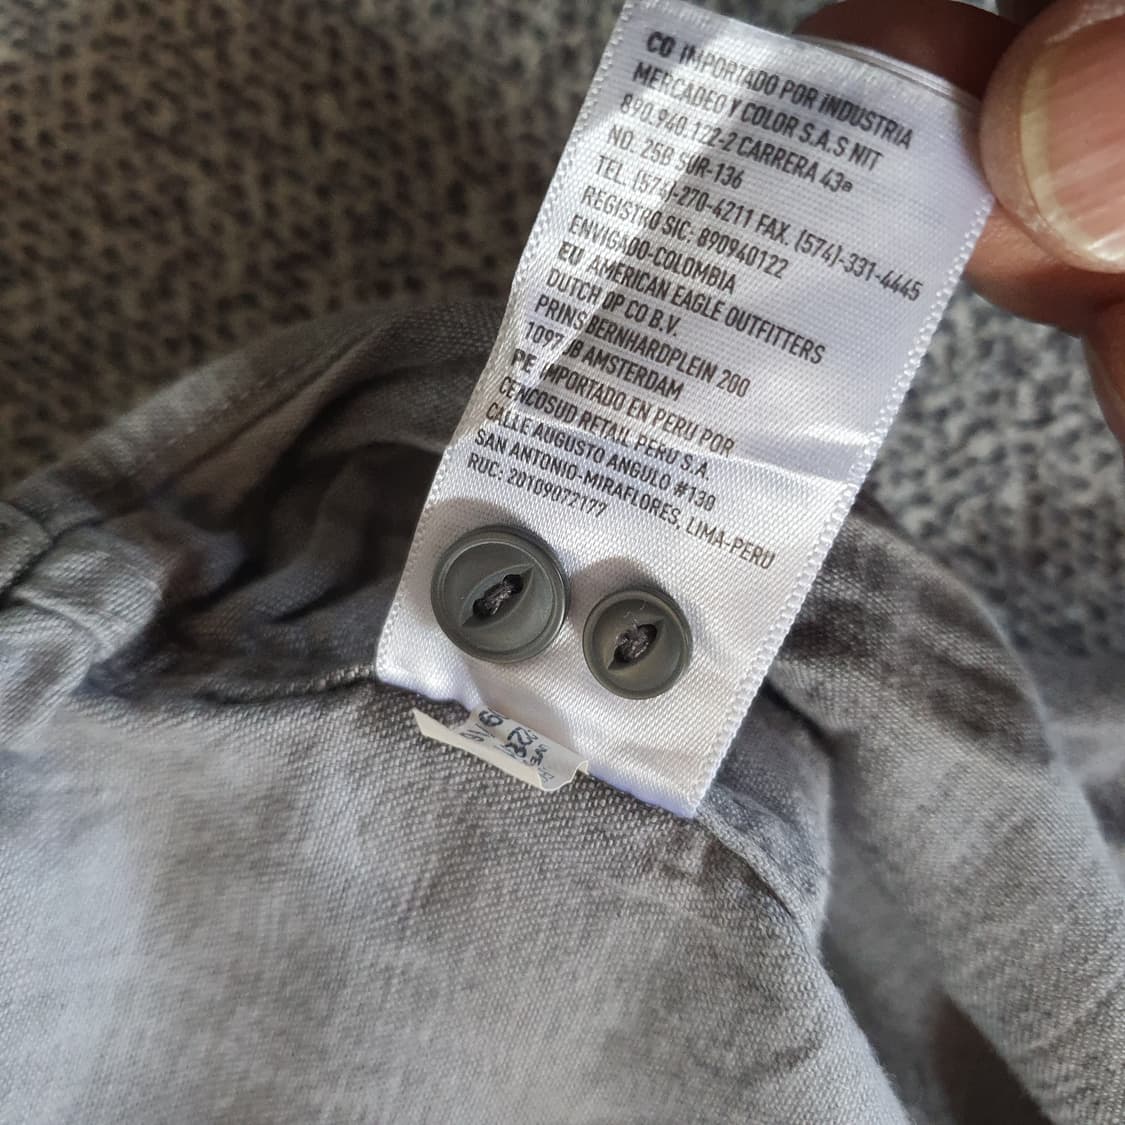 CO IMPORTADO POR INDUSTRIA
MERCADEO Y COLOR S.A.S NIT
890.940.122-2 CARRERA 43a
NO. 25B SUR-136
TEL. (574)-270-4211 FAX. (574)-331-4445
REGISTRO SIC. 890940122
ENVIGADO-COLOMBIA
EU AMERICAN EAGLE OUTFITTERS
DUTCH OP CO B.V.
PRINS BERNHARDPLEIN 200
1097JB AMSTERDAM
PE IMPORTADO EN PERU POR
CENCOSUD RETAIL PERU S.A.
CALLE AUGUSTO ANGULO #130
SAN ANTONIO-MIRAFLORES, LIMA-PERU
RUC: 20109072177